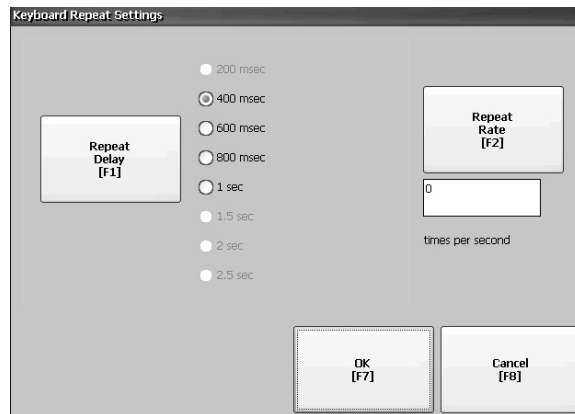 Keyboard Repeat Settings
200 msec
400 msec
600 msec
800 msec
1 sec
1.5 sec
2 sec
2.5 sec
Repeat
Delay
[F1]
Repeat
Rate
[F2]
0
times per second
OK
[F7]
Cancel
[F8]